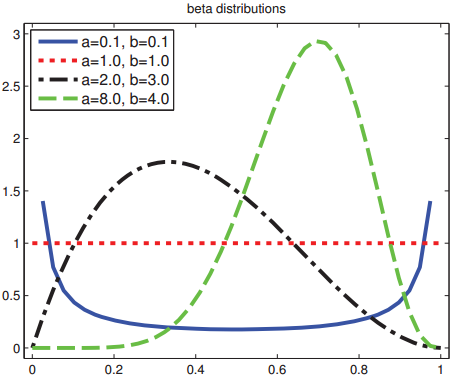 beta distributions
a=0.1, b=0.1
a=1.0, b=1.0
a=2.0, b=3.0
a=8.0, b=4.0
3
2.5
2
1.5
1
0.5
0
0 0.2 0.4 0.6 0.8 1